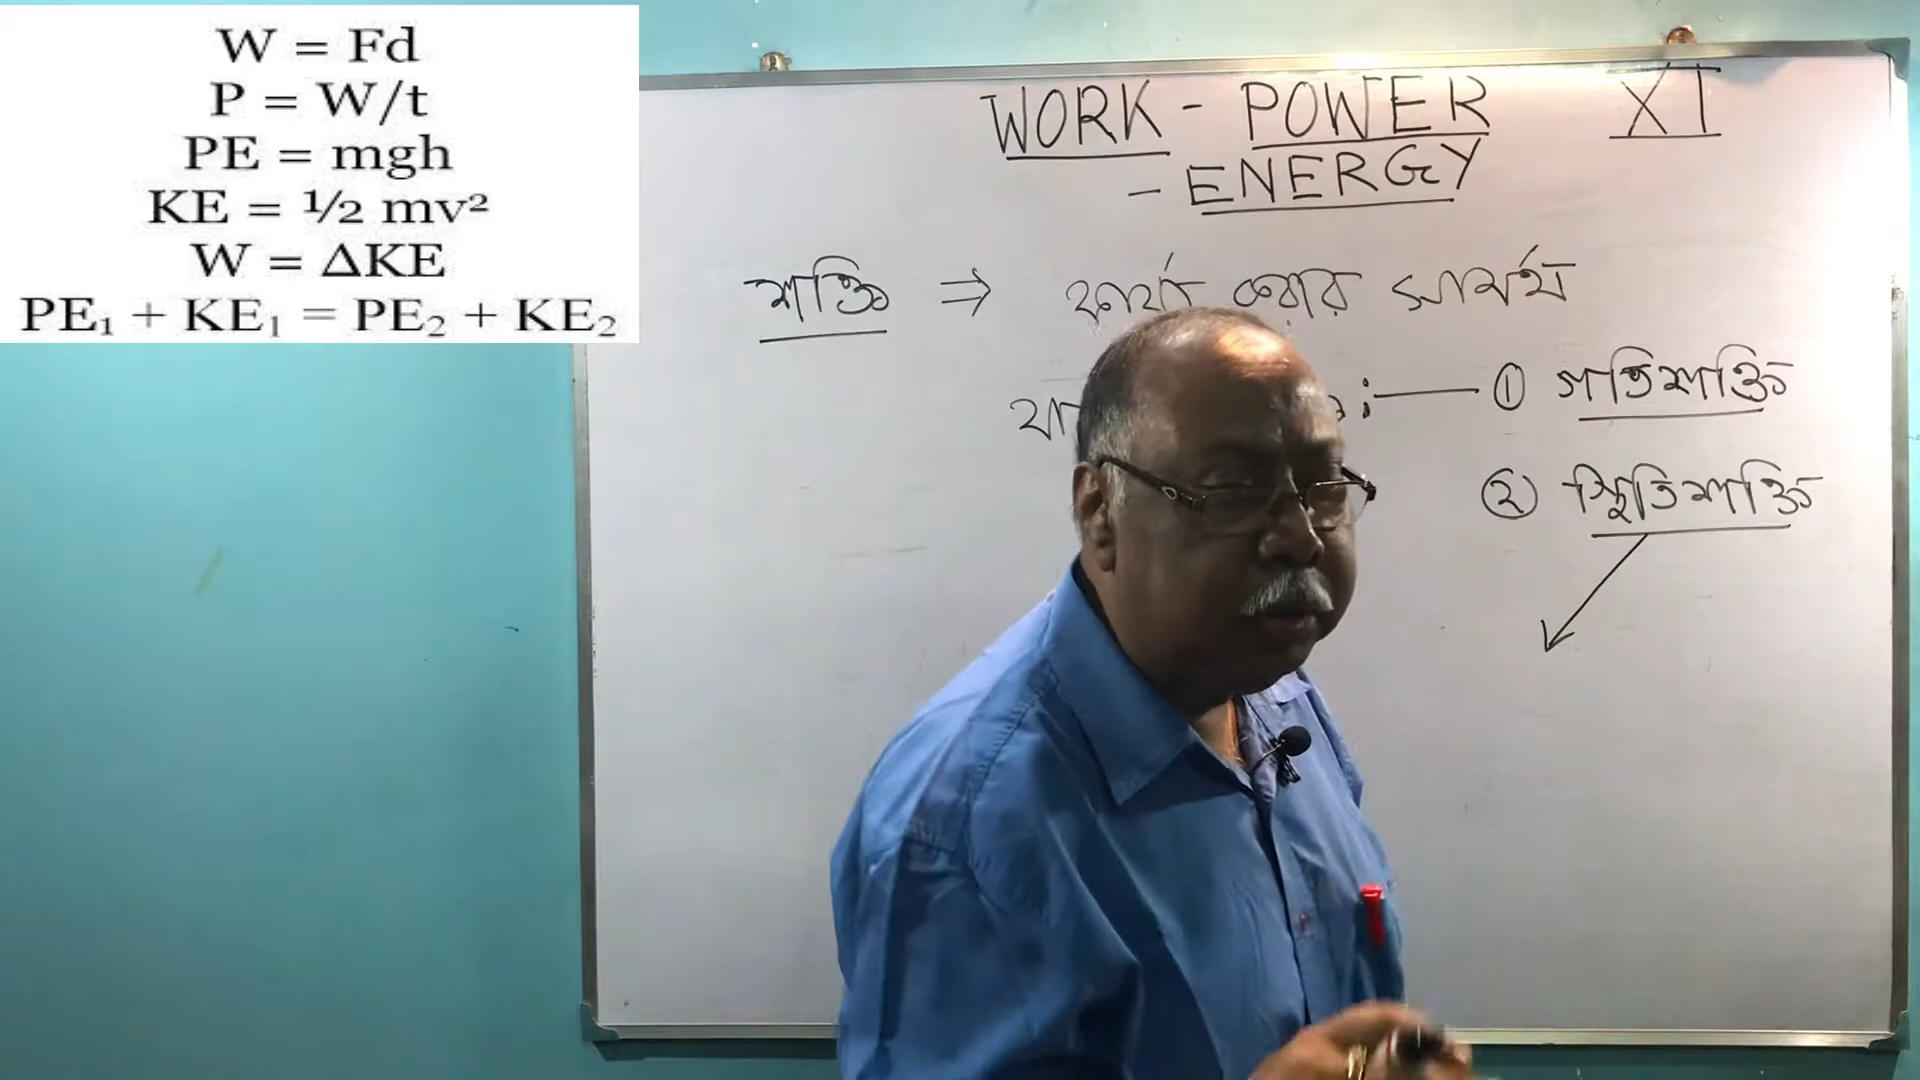 W = Fd
P = W/t
PE = mgh
KE = ½ mv²
W = ΔKE
PE₁ + KE₁ = PE₂ + KE₂
WORK - POWER XI
- ENERGY
শক্তি ⇒ কার্য করার সামর্থ্য
① গতিশক্তি
② স্থিতিশক্তি